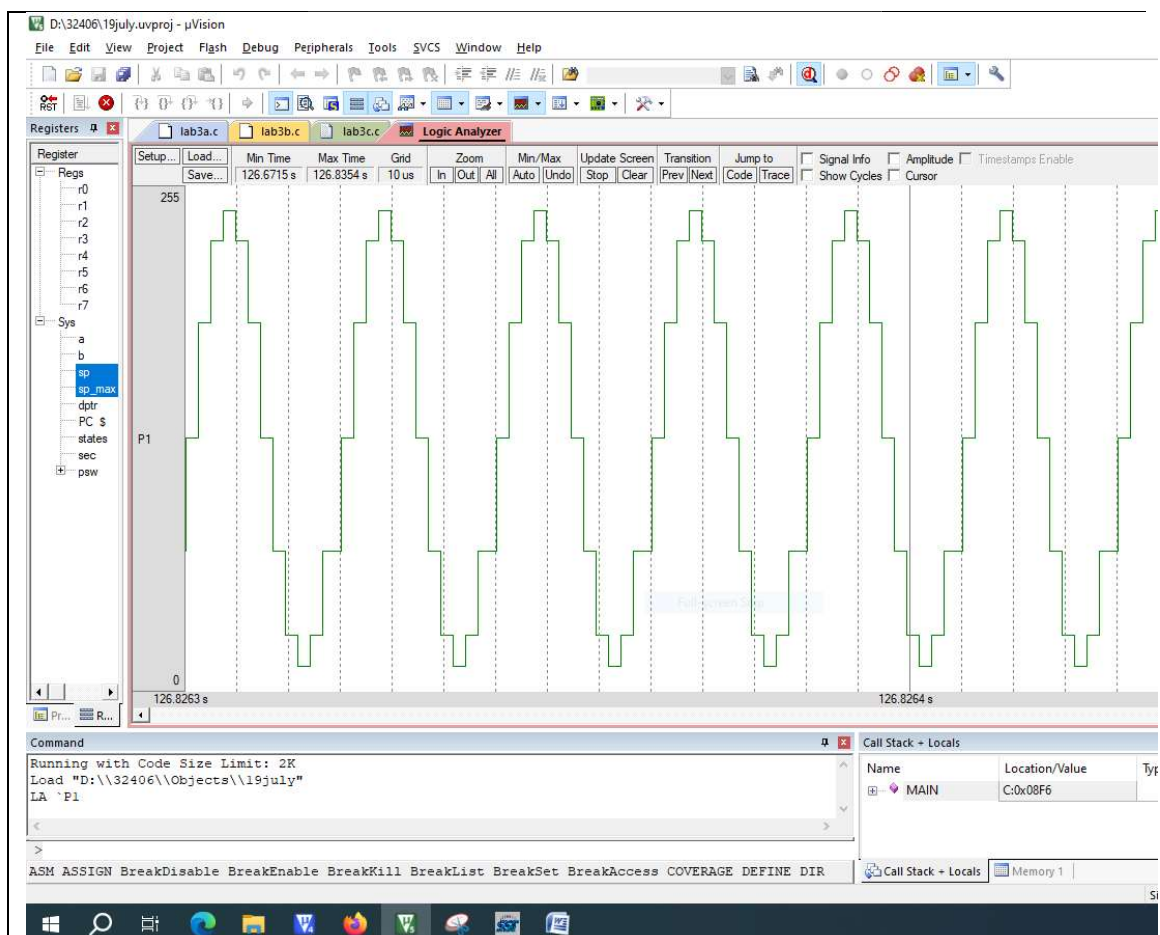 D:\32406\19july.uvproj - µVision
File Edit View Project Flash Debug Peripherals Tools SVCS Window Help
RST
Registers
lab3a.c lab3b.c lab3c.c Logic Analyzer
Register
Regs
r0
r1
r2
r3
r4
r5
r6
r7
Sys
a
b
sp
sp_max
dptr
PC $
states
sec
psw
Pr... R...
Setup... Load... Min Time Max Time Grid Zoom Min/Max Update Screen Transition Jump to Signal Info Amplitude Timestamps Enable
Save... 126.6715 s 126.8354 s 10 us In Out All Auto Undo Stop Clear Prev Next Code Trace Show Cycles Cursor
255
P1
0
126.8263 s 126.8264 s
Command
Running with Code Size Limit: 2K
Load "D:\\32406\\Objects\\19july"
LA `P1
>
ASM ASSIGN BreakDisable BreakEnable BreakKill BreakList BreakSet BreakAccess COVERAGE DEFINE DIR
Call Stack + Locals
Name Location/Value Typ
MAIN C:0x08F6
Call Stack + Locals Memory 1
Si